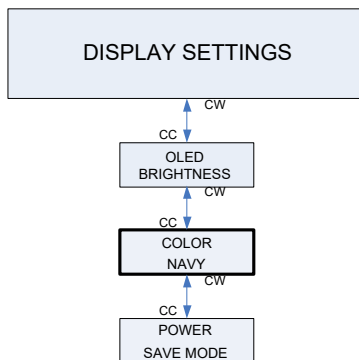 DISPLAY SETTINGS
CW
CC
OLED
BRIGHTNESS
CW
CC
COLOR
NAVY
CW
CC
POWER
SAVE MODE